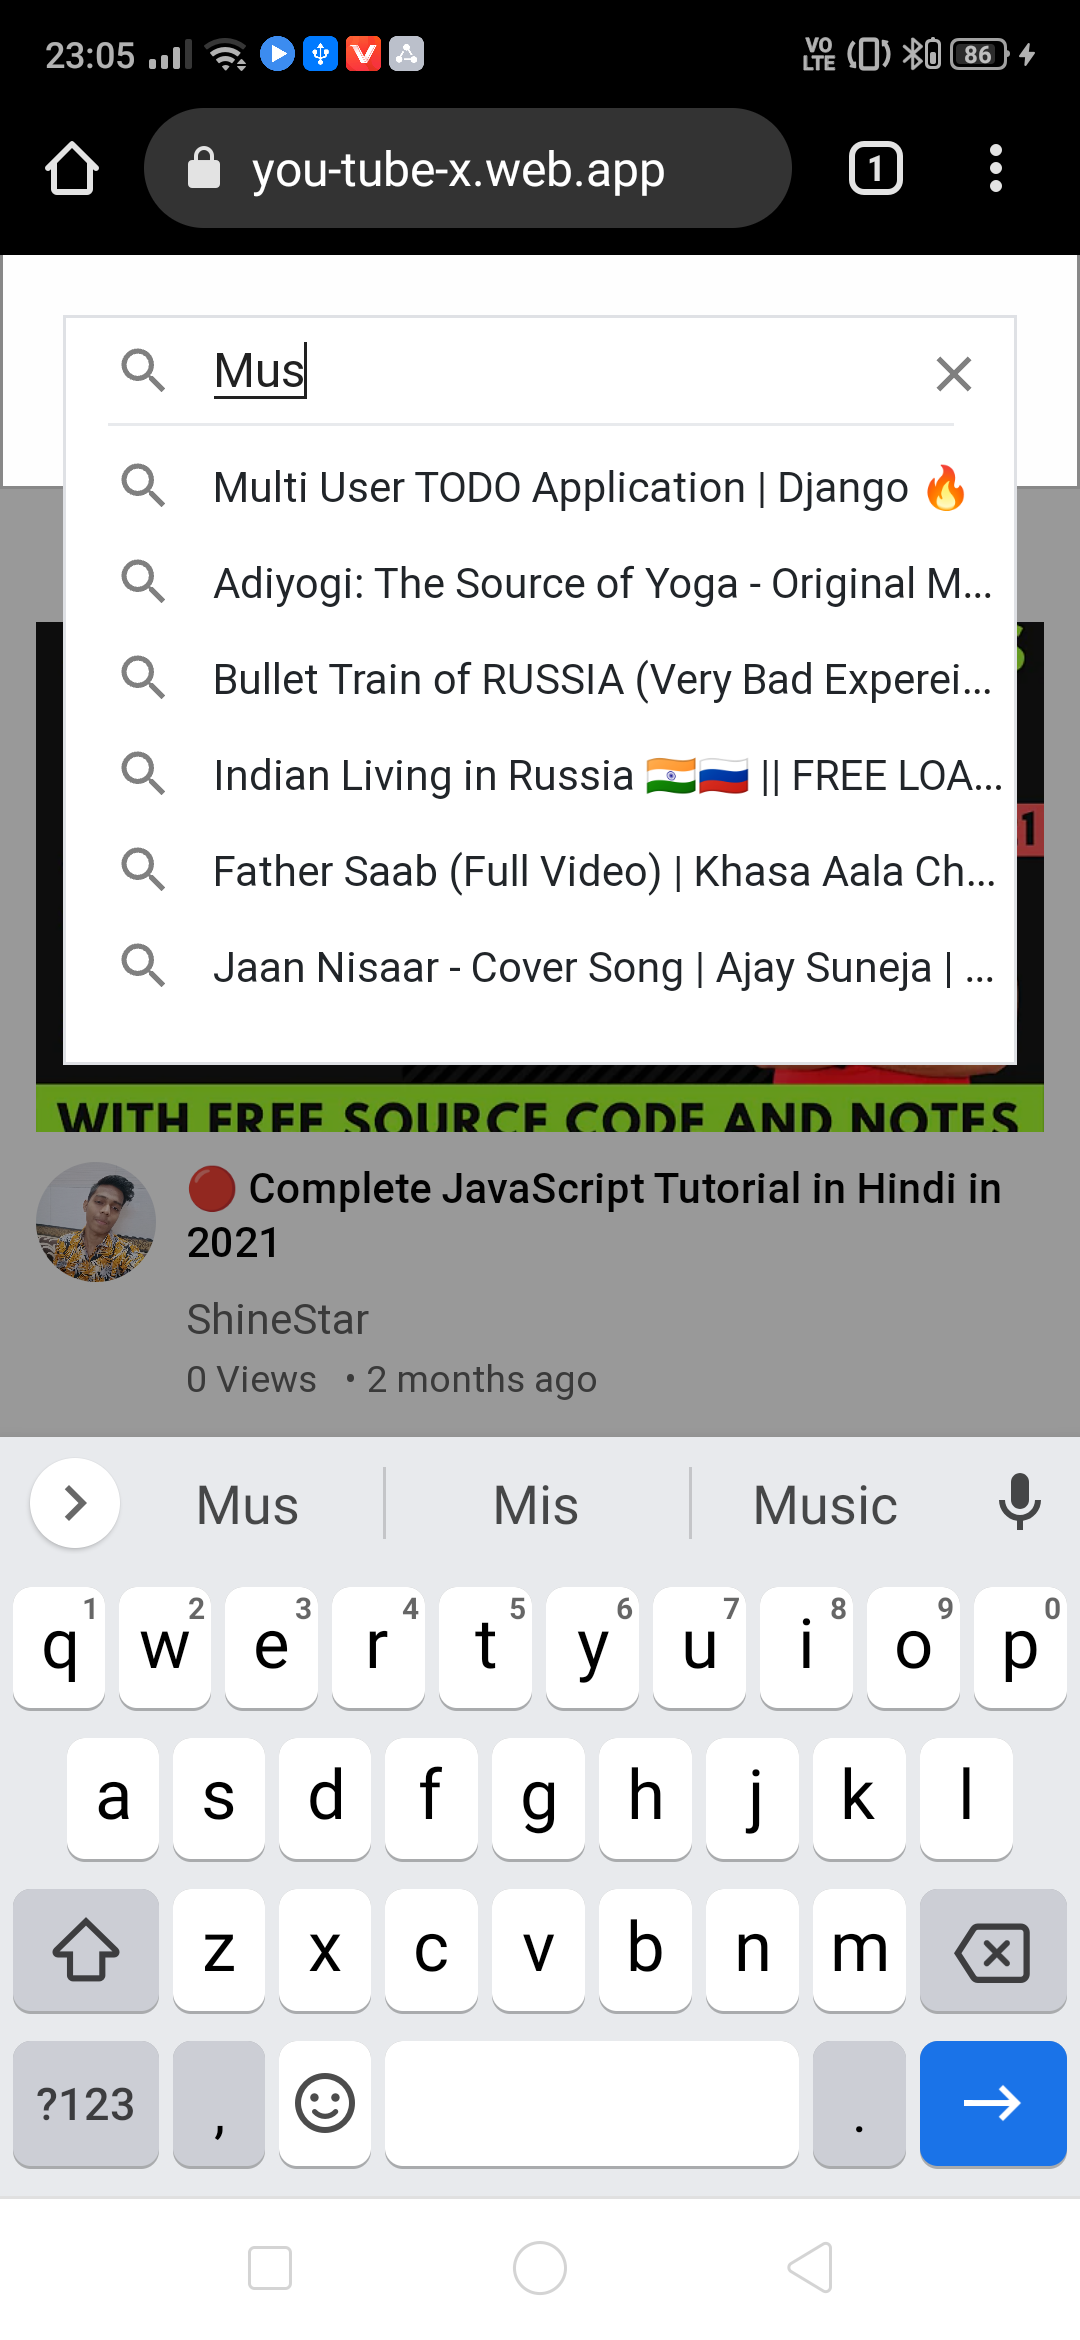 23:05
VO
LTE
86
you-tube-x.web.app
1
Mus
Multi User TODO Application | Django 🔥
Adiyogi: The Source of Yoga - Original M...
Bullet Train of RUSSIA (Very Bad Experei...
Indian Living in Russia 🇮🇳🇷🇺 || FREE LOA...
Father Saab (Full Video) | Khasa Aala Ch...
Jaan Nisaar - Cover Song | Ajay Suneja | ...
1
WITH FREE SOURCE CODE AND NOTES
🔴 Complete JavaScript Tutorial in Hindi in
2021
ShineStar
0 Views • 2 months ago
Mus Mis Music
1 2 3 4 5 6 7 8 9 0
q w e r t y u i o p
a s d f g h j k l
z x c v b n m
?123 , .